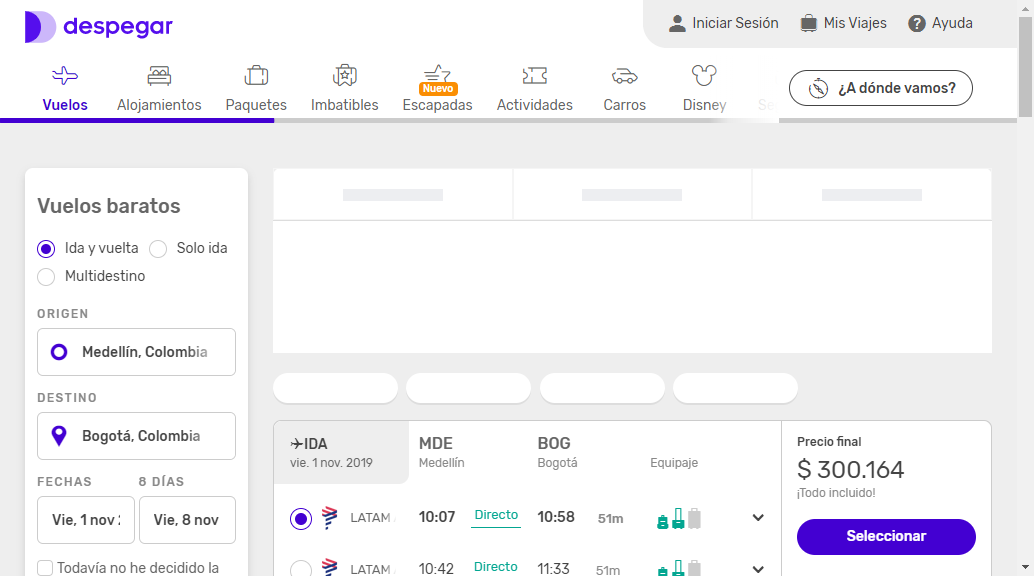 despegar
Iniciar Sesión
Mis Viajes
Ayuda
Vuelos
Alojamientos
Paquetes
Imbatibles
Nuevo
Escapadas
Actividades
Carros
Disney
¿A dónde vamos?
Vuelos baratos
Ida y vuelta
Solo ida
Multidestino
ORIGEN
Medellín, Colombia
DESTINO
Bogotá, Colombia
FECHAS
8 DÍAS
Vie, 1 nov
Vie, 8 nov
Todavía no he decidido la
IDA
vie. 1 nov. 2019
MDE
Medellín
BOG
Bogotá
Equipaje
LATAM
10:07
Directo
10:58
51m
LATAM
10:42
Directo
11:33
51m
Precio final
$ 300.164
¡Todo incluido!
Seleccionar